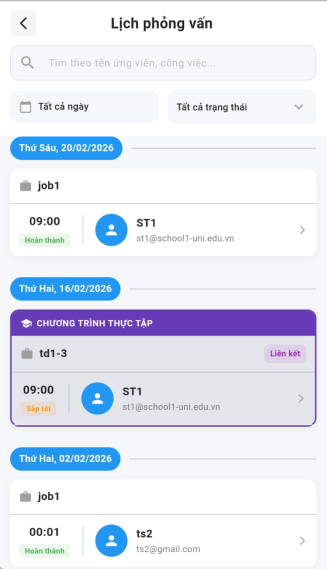 Lịch phỏng vấn
Tìm theo tên ứng viên, công việc...
Tất cả ngày
Tất cả trạng thái
Thứ Sáu, 20/02/2026
job1
09:00
Hoàn thành
ST1
st1@school1-uni.edu.vn
Thứ Hai, 16/02/2026
CHƯƠNG TRÌNH THỰC TẬP
td1-3
Liên kết
09:00
Sắp tới
ST1
st1@school1-uni.edu.vn
Thứ Hai, 02/02/2026
job1
00:01
Hoàn thành
ts2
ts2@gmail.com